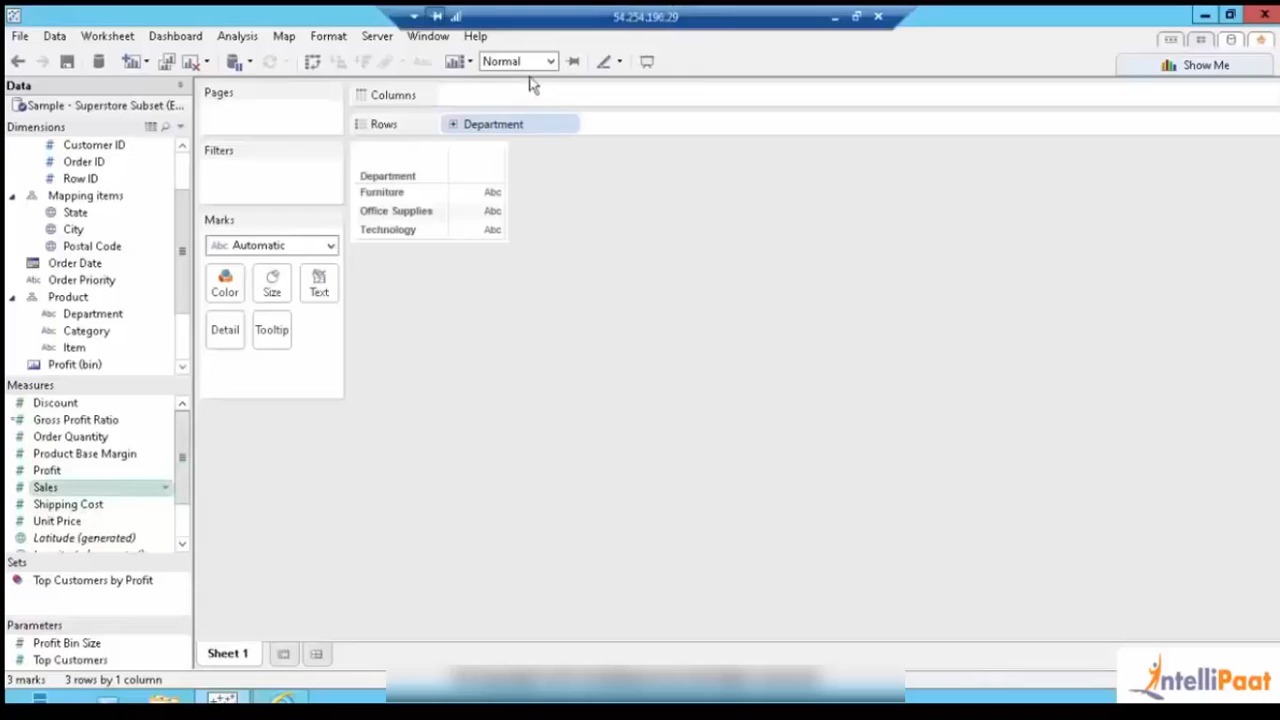 54.254.196.29
File Data Worksheet Dashboard Analysis Map Format Server Window Help
Normal
Show Me
Data
Sample - Superstore Subset (E...
Dimensions
Customer ID
Order ID
Row ID
Mapping items
State
City
Postal Code
Order Date
Abc Order Priority
Product
Abc Department
Abc Category
Abc Item
Profit (bin)
Measures
# Discount
=# Gross Profit Ratio
# Order Quantity
# Product Base Margin
# Profit
# Sales
# Shipping Cost
# Unit Price
Latitude (generated)
Sets
Top Customers by Profit
Parameters
# Profit Bin Size
# Top Customers
3 marks 3 rows by 1 column
Pages
Filters
Marks
Abc Automatic
Color Size Text
Detail Tooltip
Columns
Rows Department
Department
Furniture Abc
Office Supplies Abc
Technology Abc
Sheet 1
IntelliPaat